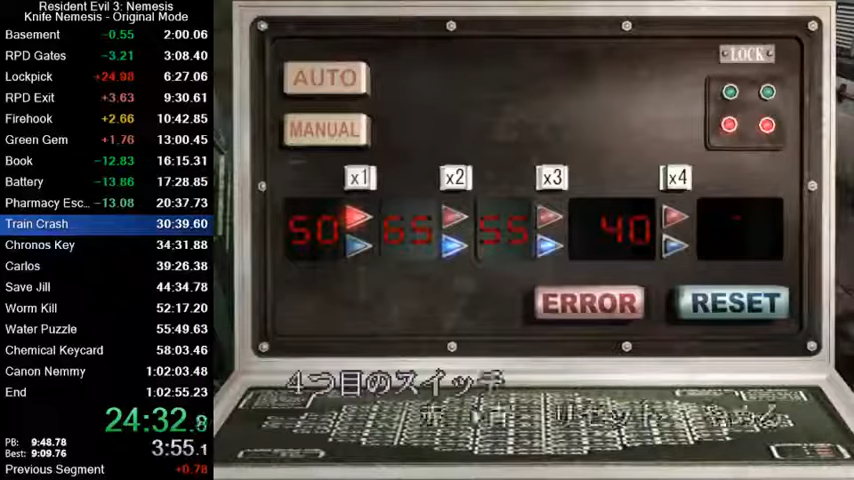 Resident Evil 3: Nemesis
Knife Nemesis - Original Mode
Basement −0.55 2:00.06
RPD Gates −3.21 3:08.40
Lockpick +24.98 6:27.06
RPD Exit +3.63 9:30.61
Firehook +2.66 10:42.85
Green Gem +1.76 13:00.45
Book −12.83 16:15.31
Battery −13.86 17:28.85
Pharmacy Esc... −13.08 20:37.73
Train Crash 30:39.60
Chronos Key 34:31.88
Carlos 39:26.38
Save Jill 44:34.78
Worm Kill 52:17.20
Water Puzzle 55:49.63
Chemical Keycard 58:03.46
Canon Nemmy 1:02:03.48
End 1:02:55.23
24:32.8
PB: 9:48.78
Best: 9:09.76
3:55.1
Previous Segment +0.78
LOCK
AUTO
MANUAL
x1 x2 x3 x4
50 65 55 40 -
ERROR RESET
4つ目のスイッチ